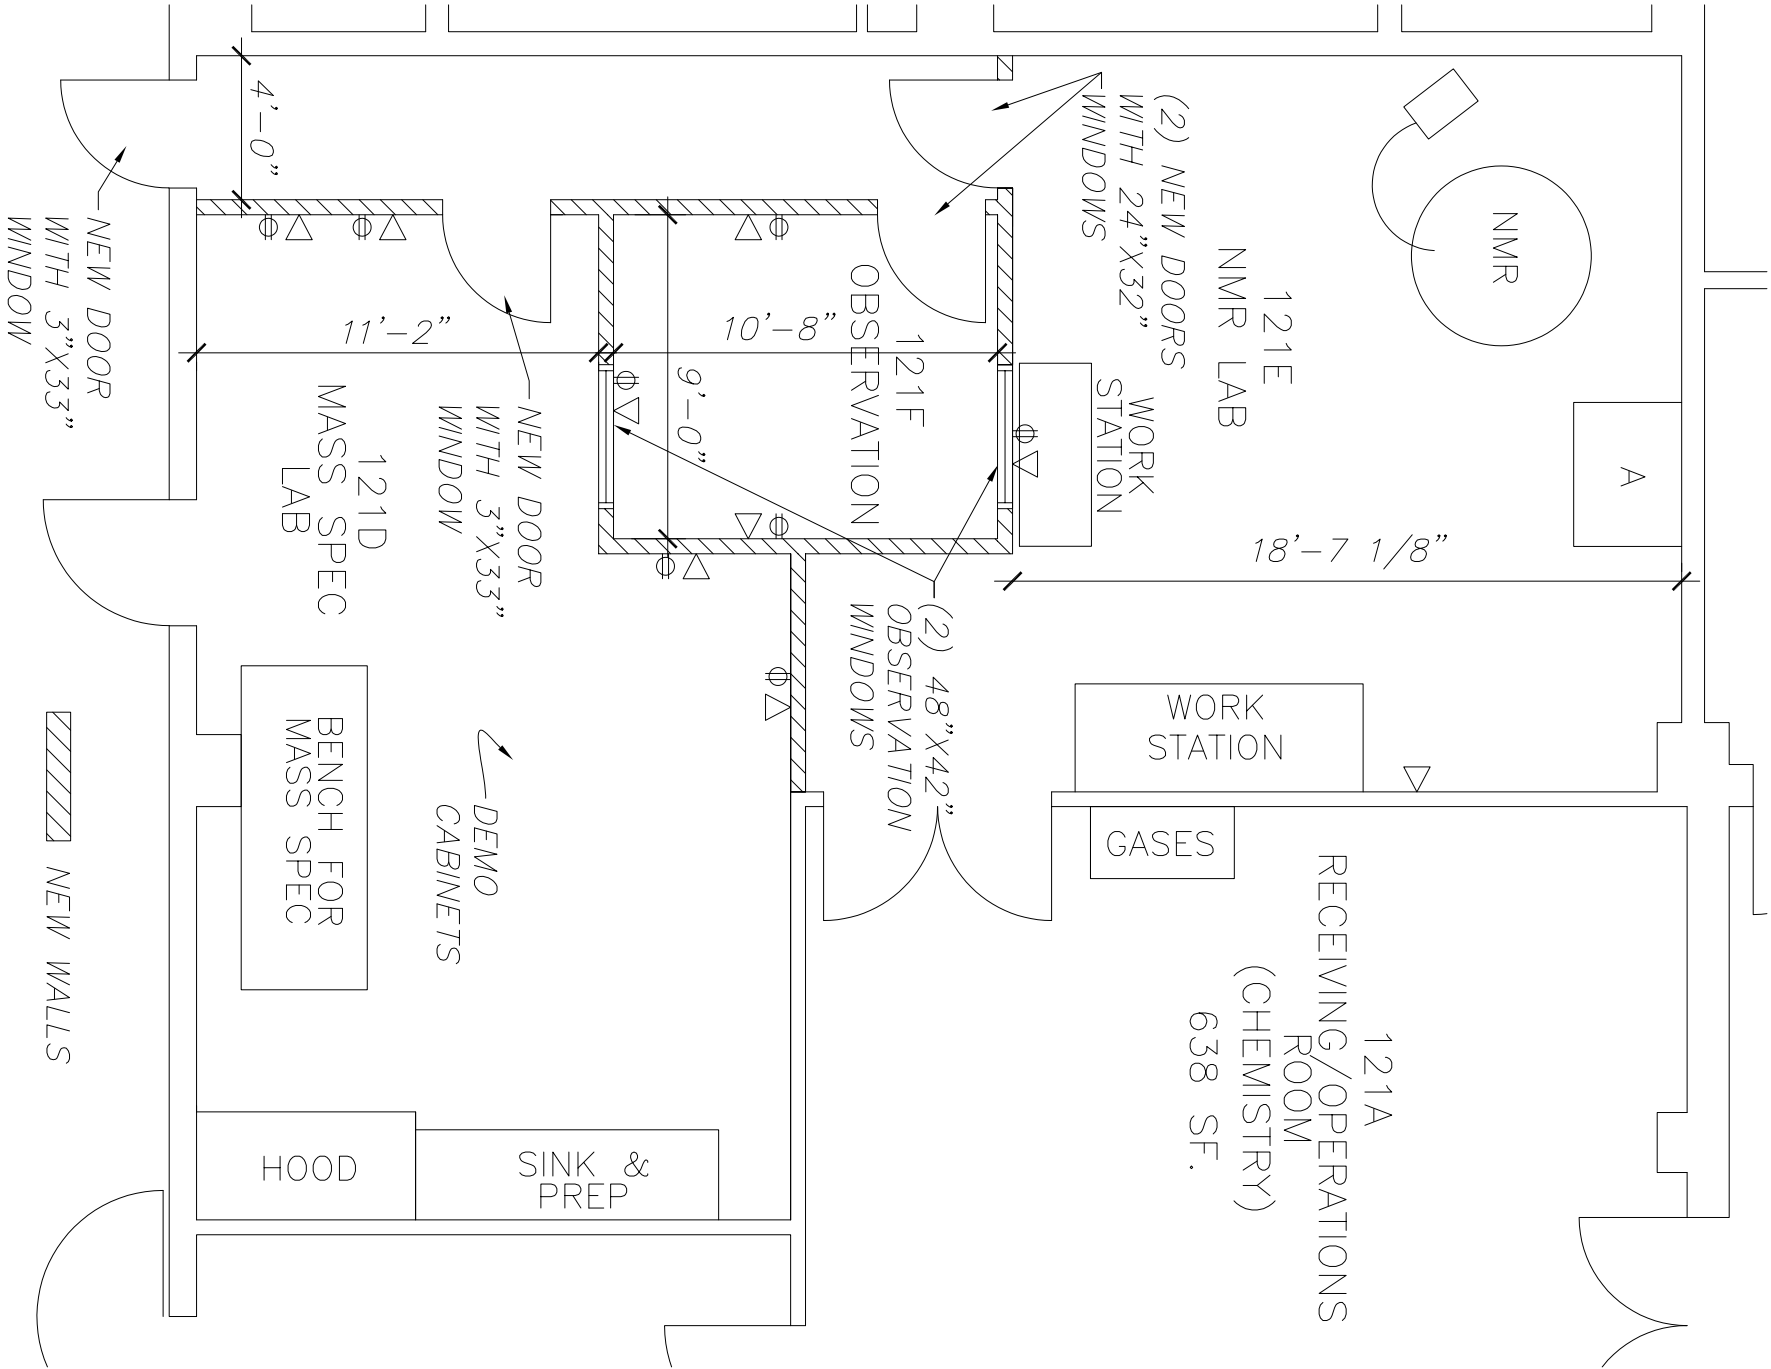 4'-0"
NEW DOOR
WITH 3"X33"
WINDOW
(2) NEW DOORS
WITH 24"X32"
WINDOWS
NMR
121E
NMR LAB
WORK
STATION
A
11'-2"
10'-8"
9'-0"
121F
OBSERVATION
NEW DOOR
WITH 3"X33"
WINDOW
121D
MASS SPEC
LAB
18'-7 1/8"
(2) 48"X42"
OBSERVATION
WINDOWS
WORK
STATION
GASES
BENCH FOR
MASS SPEC
DEMO
CABINETS
NEW WALLS
121A
RECEIVING/OPERATIONS
ROOM
(CHEMISTRY)
638 SF.
HOOD
SINK &
PREP